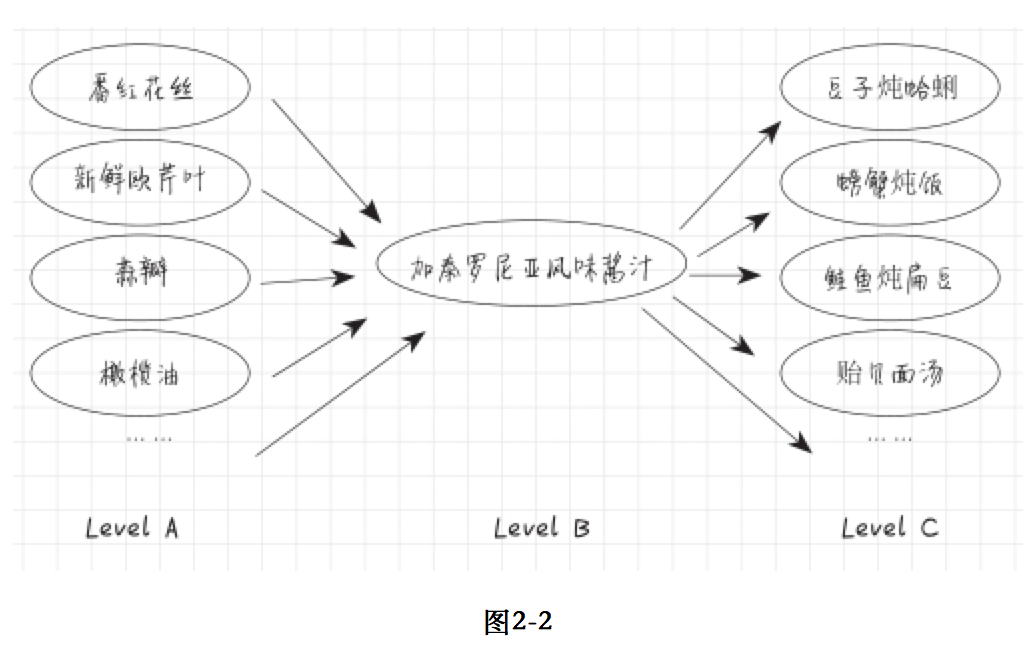 番红花丝
新鲜欧芹叶
蒜瓣
橄榄油
……
加泰罗尼亚风味酱汁
豆子炖蛤蜊
螃蟹炖饭
鲑鱼炖扁豆
贻贝面汤
……
Level A
Level B
Level C
图2-2